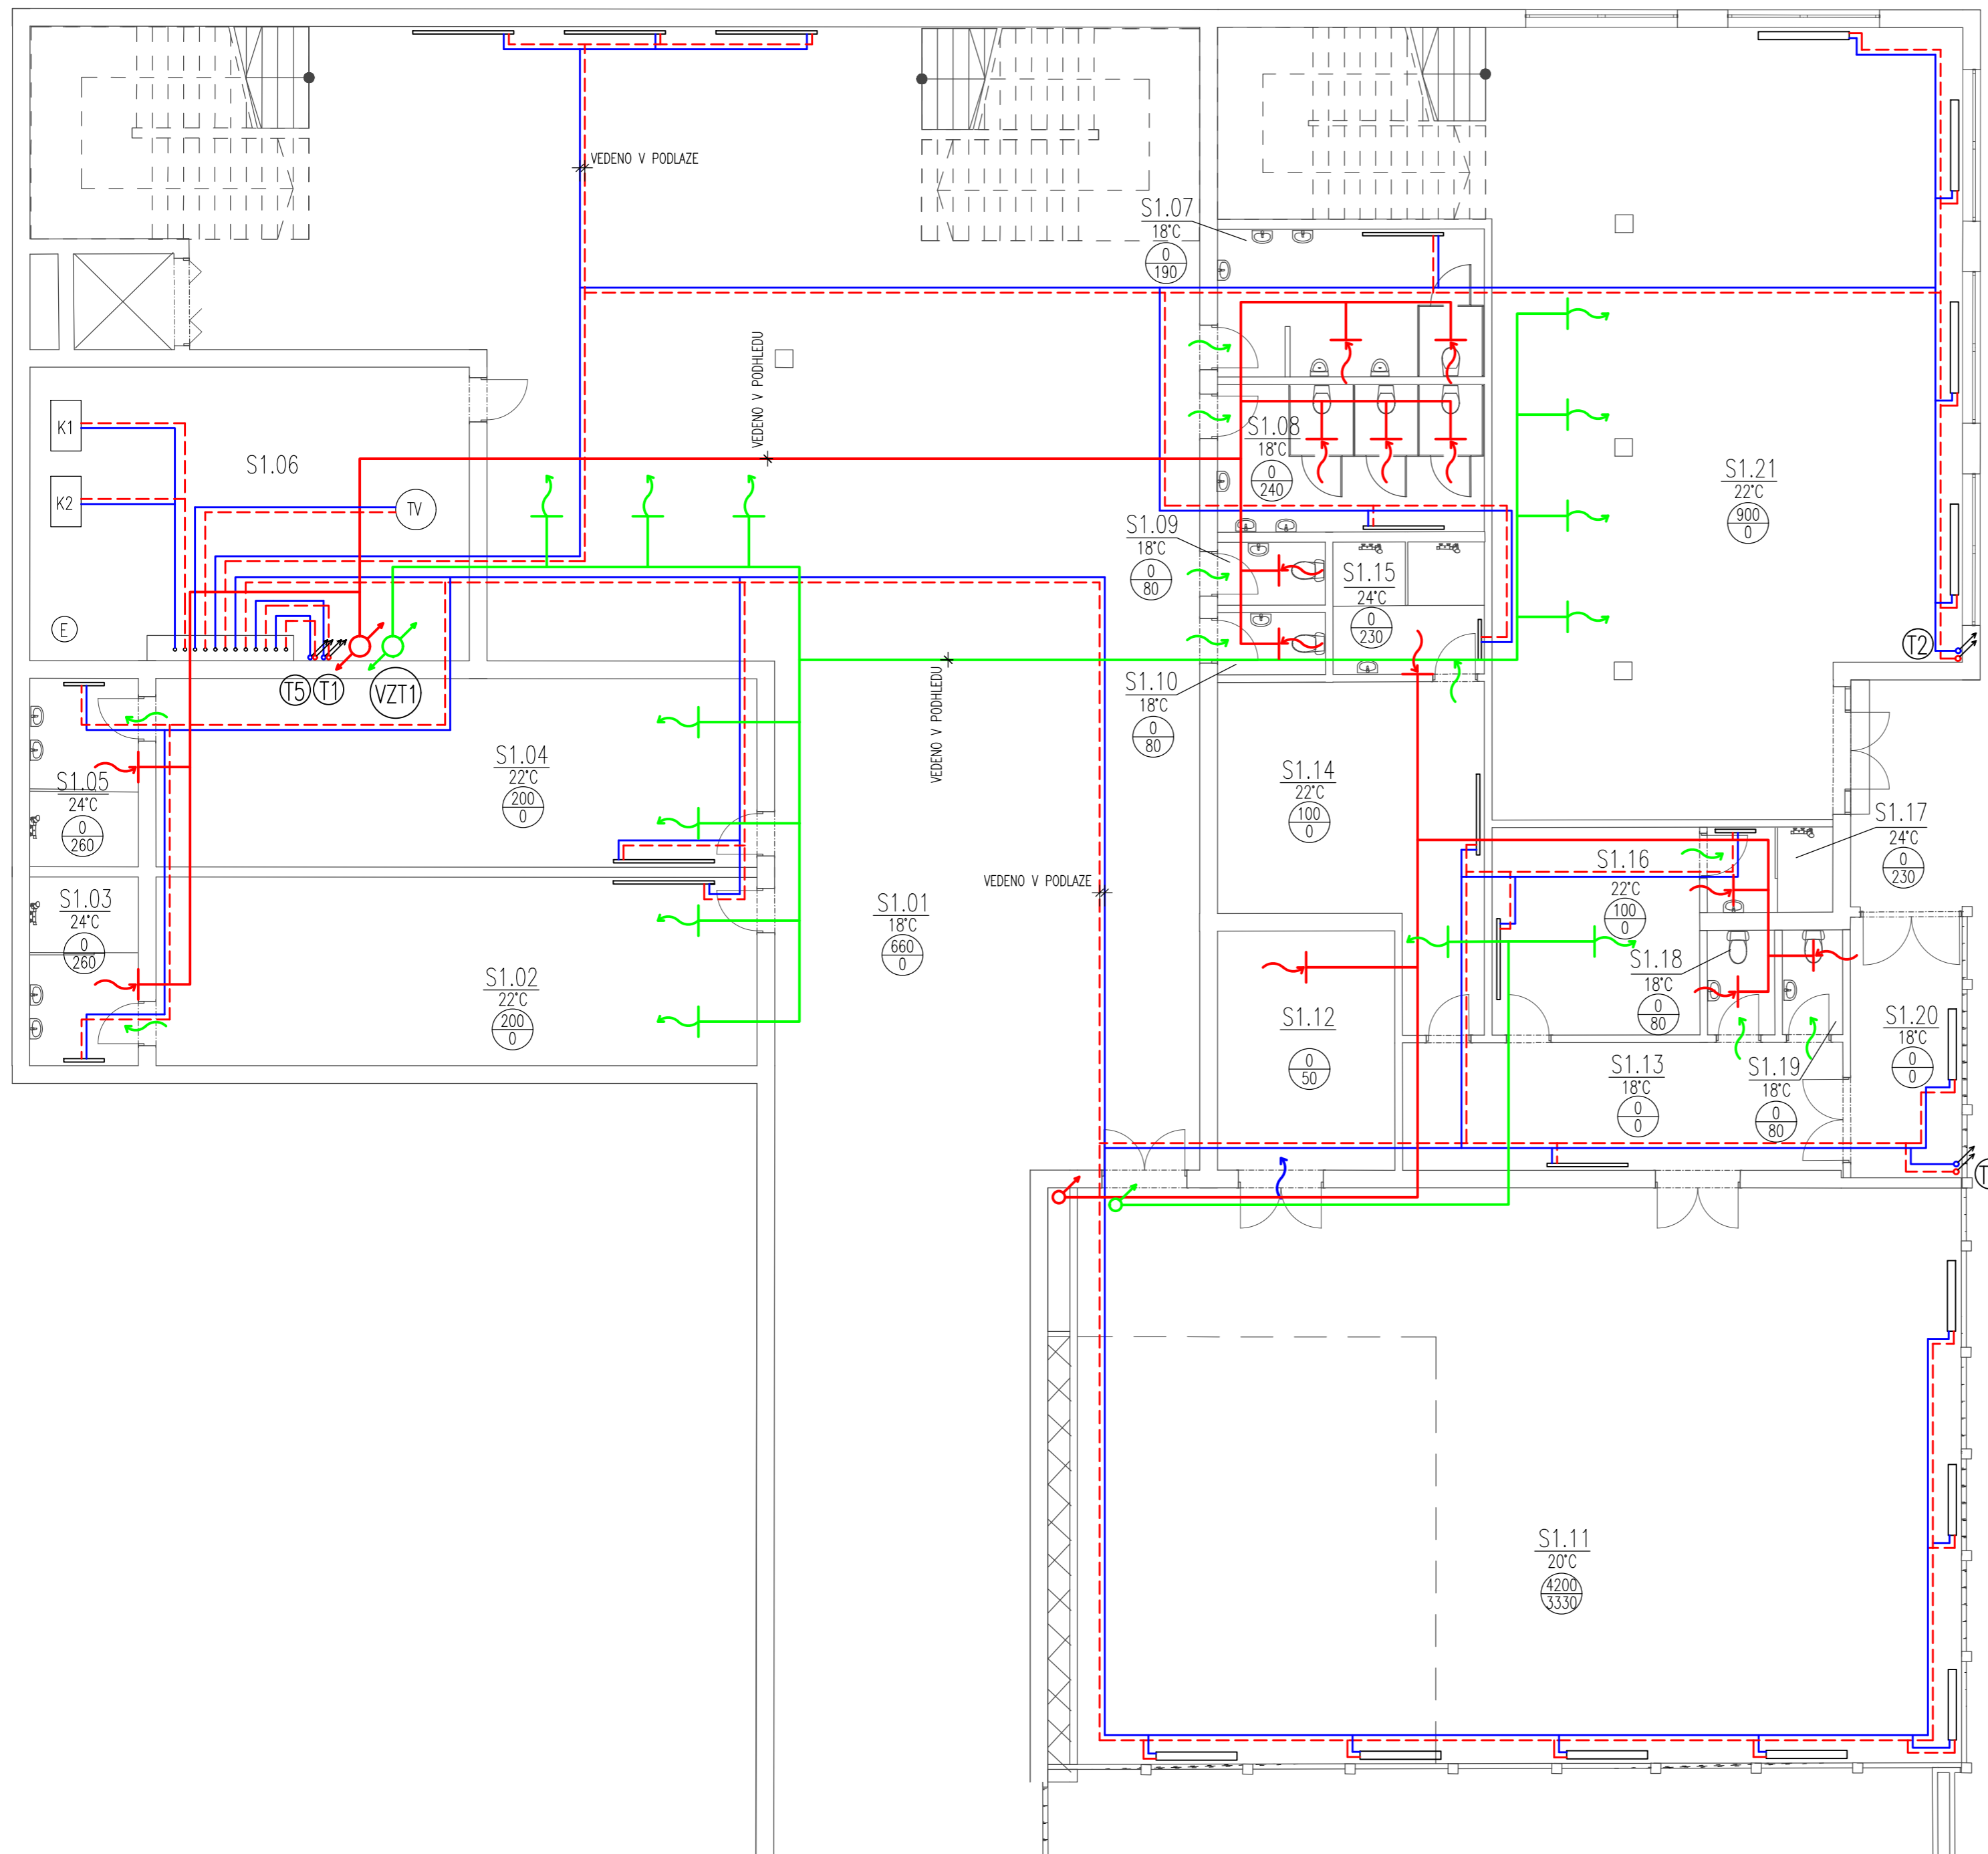 VEDENO V PODLAZE
S1.07
18°C
0
190
VEDENO V PODHLEDU
K1
S1.06
K2
TV
S1.08
18°C
0
240
S1.21
22°C
900
0
S1.09
18°C
0
80
S1.15
24°C
0
230
E
T5
T1
VZT1
T2
VEDENO V PODHLEDU
S1.10
18°C
0
80
S1.04
22°C
200
0
S1.05
24°C
0
260
S1.14
22°C
100
0
S1.17
24°C
0
230
S1.16
22°C
100
0
VEDENO V PODLAZE
S1.03
24°C
0
260
S1.01
18°C
660
0
S1.02
22°C
200
0
S1.18
18°C
0
80
S1.12
0
50
S1.20
18°C
0
0
S1.13
18°C
0
0
S1.19
18°C
0
80
S1.11
20°C
4200
3330